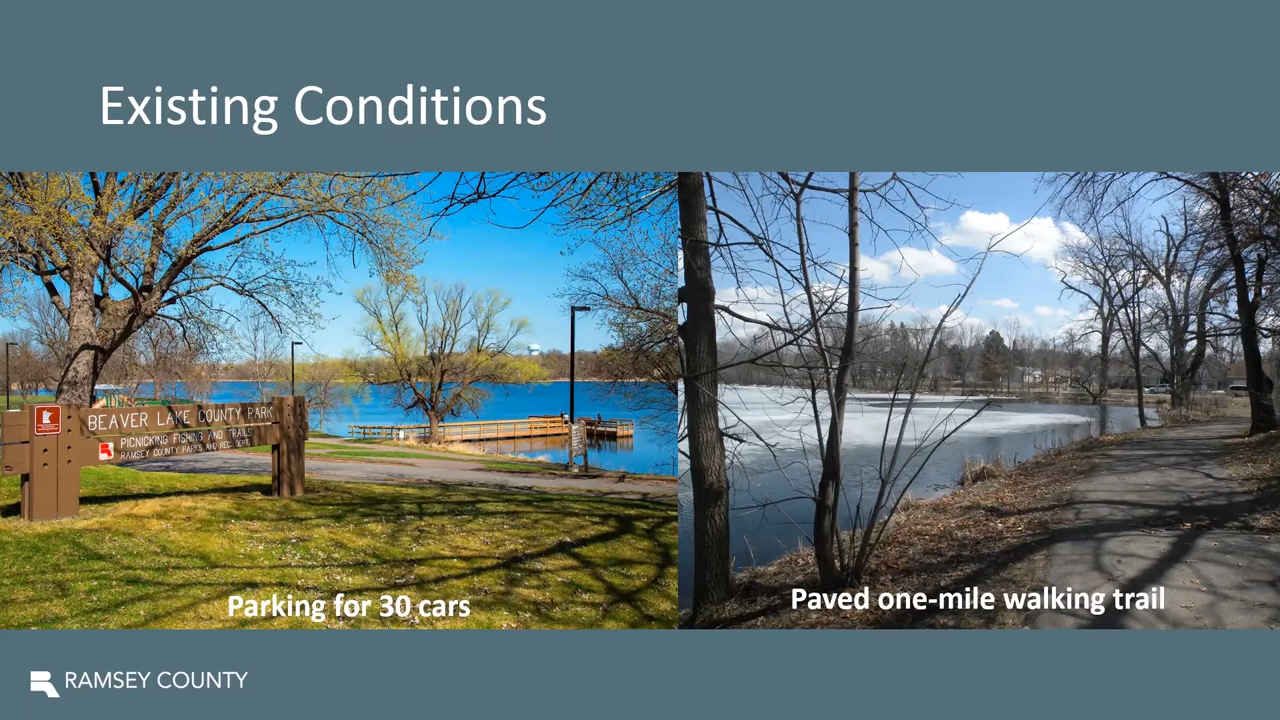 Existing Conditions
BEAVER LAKE COUNTY PARK
PICNICKING FISHING AND TRAILS
RAMSEY COUNTY PARKS AND REC. DEPT.
Parking for 30 cars
Paved one-mile walking trail
RAMSEY COUNTY